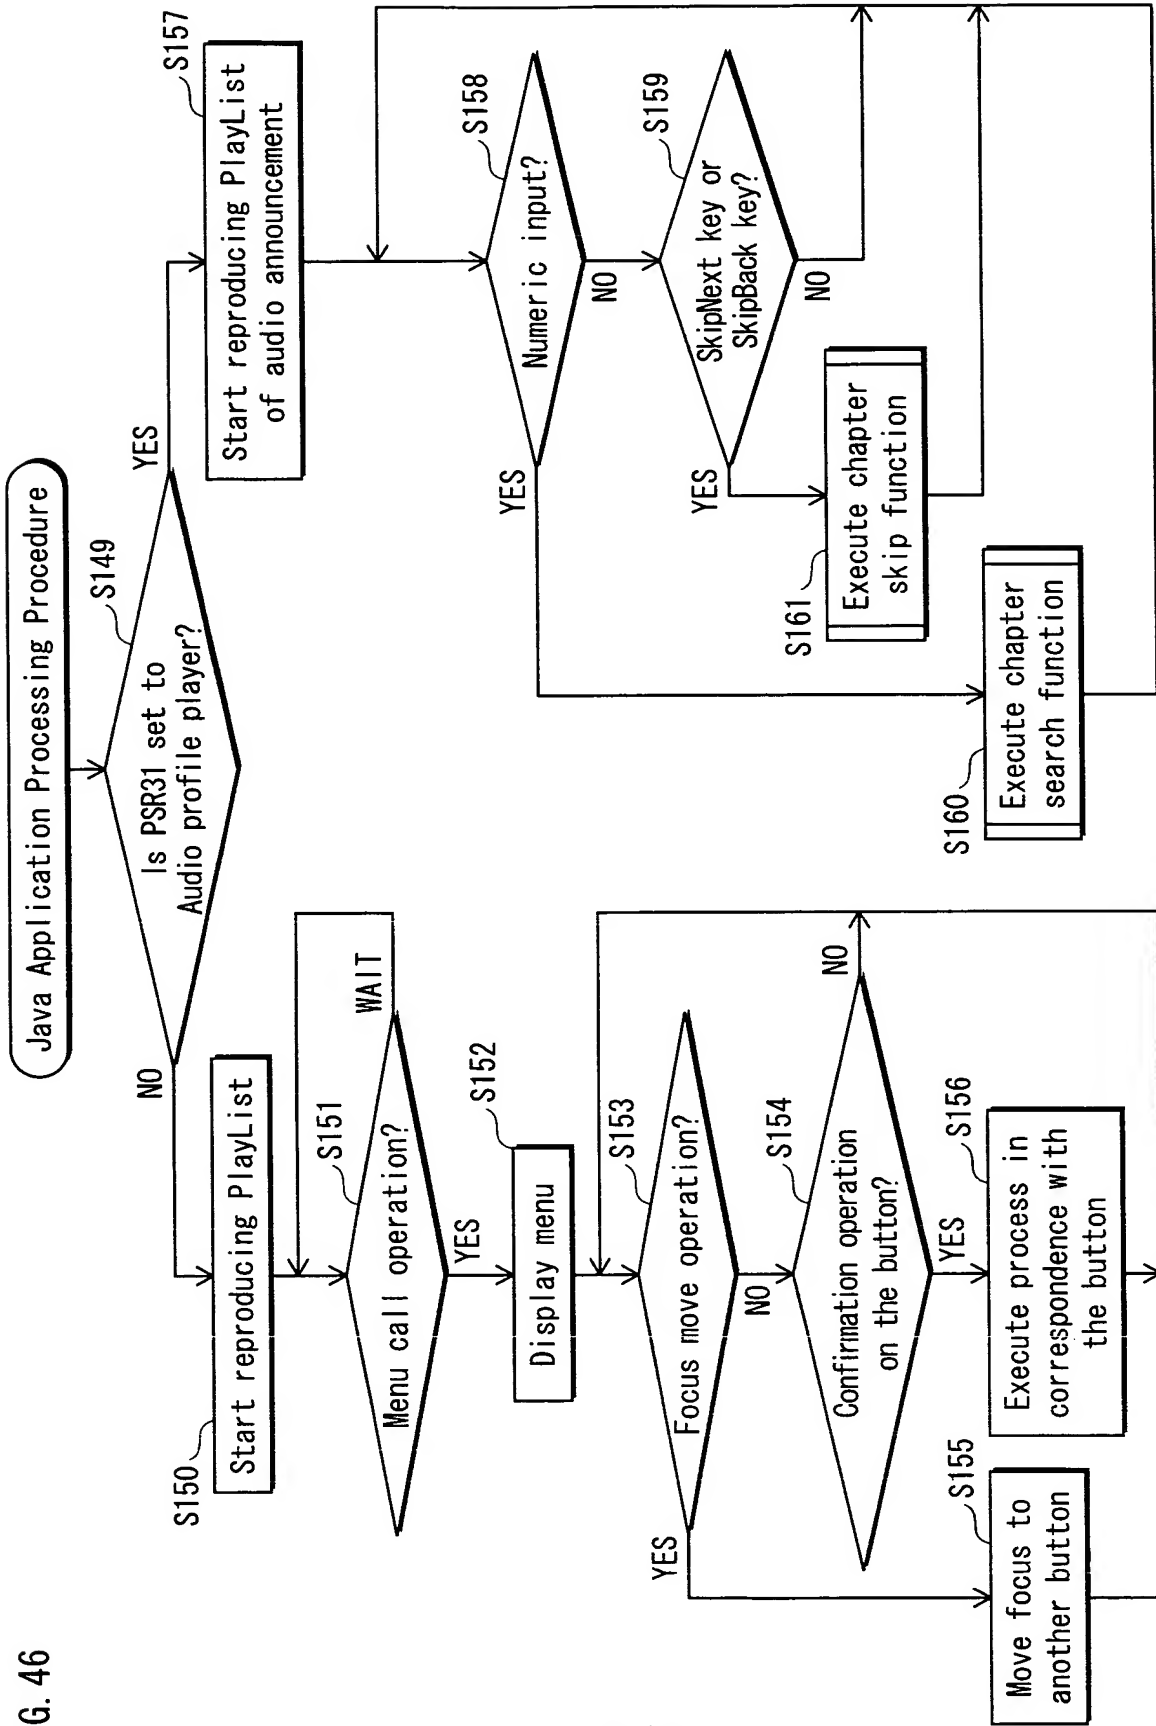 G. 46
Java Application Processing Procedure
S149
Is PSR31 set to
Audio profile player?
NO
YES
S150
Start reproducing PlayList
S151
Menu call operation?
WAIT
YES
S152
Display menu
S153
Focus move operation?
YES
NO
S154
Confirmation operation
on the button?
NO
YES
S155
Move focus to
another button
S156
Execute process in
correspondence with
the button
S157
Start reproducing PlayList
of audio announcement
S158
Numeric input?
YES
NO
S159
SkipNext key or
SkipBack key?
YES
NO
S161
Execute chapter
skip function
S160
Execute chapter
search function